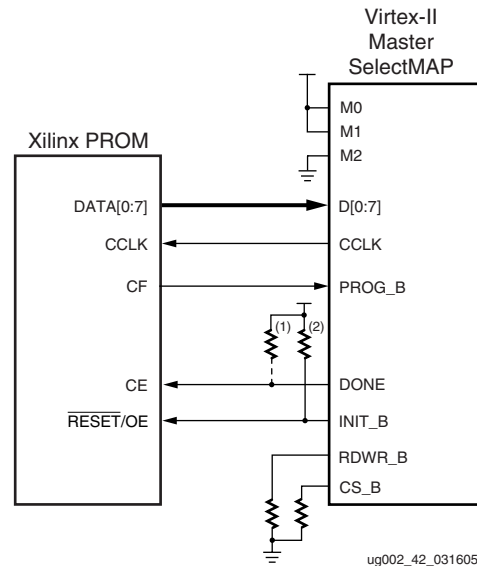 Virtex-II
Master
SelectMAP
M0
M1
Xilinx PROM
M2
DATA[0:7]
D[0:7]
CCLK
CCLK
CF
PROG_B
(1)
(2)
CE
DONE
RESET/OE
INIT_B
RDWR_B
CS_B
ug002_42_031605